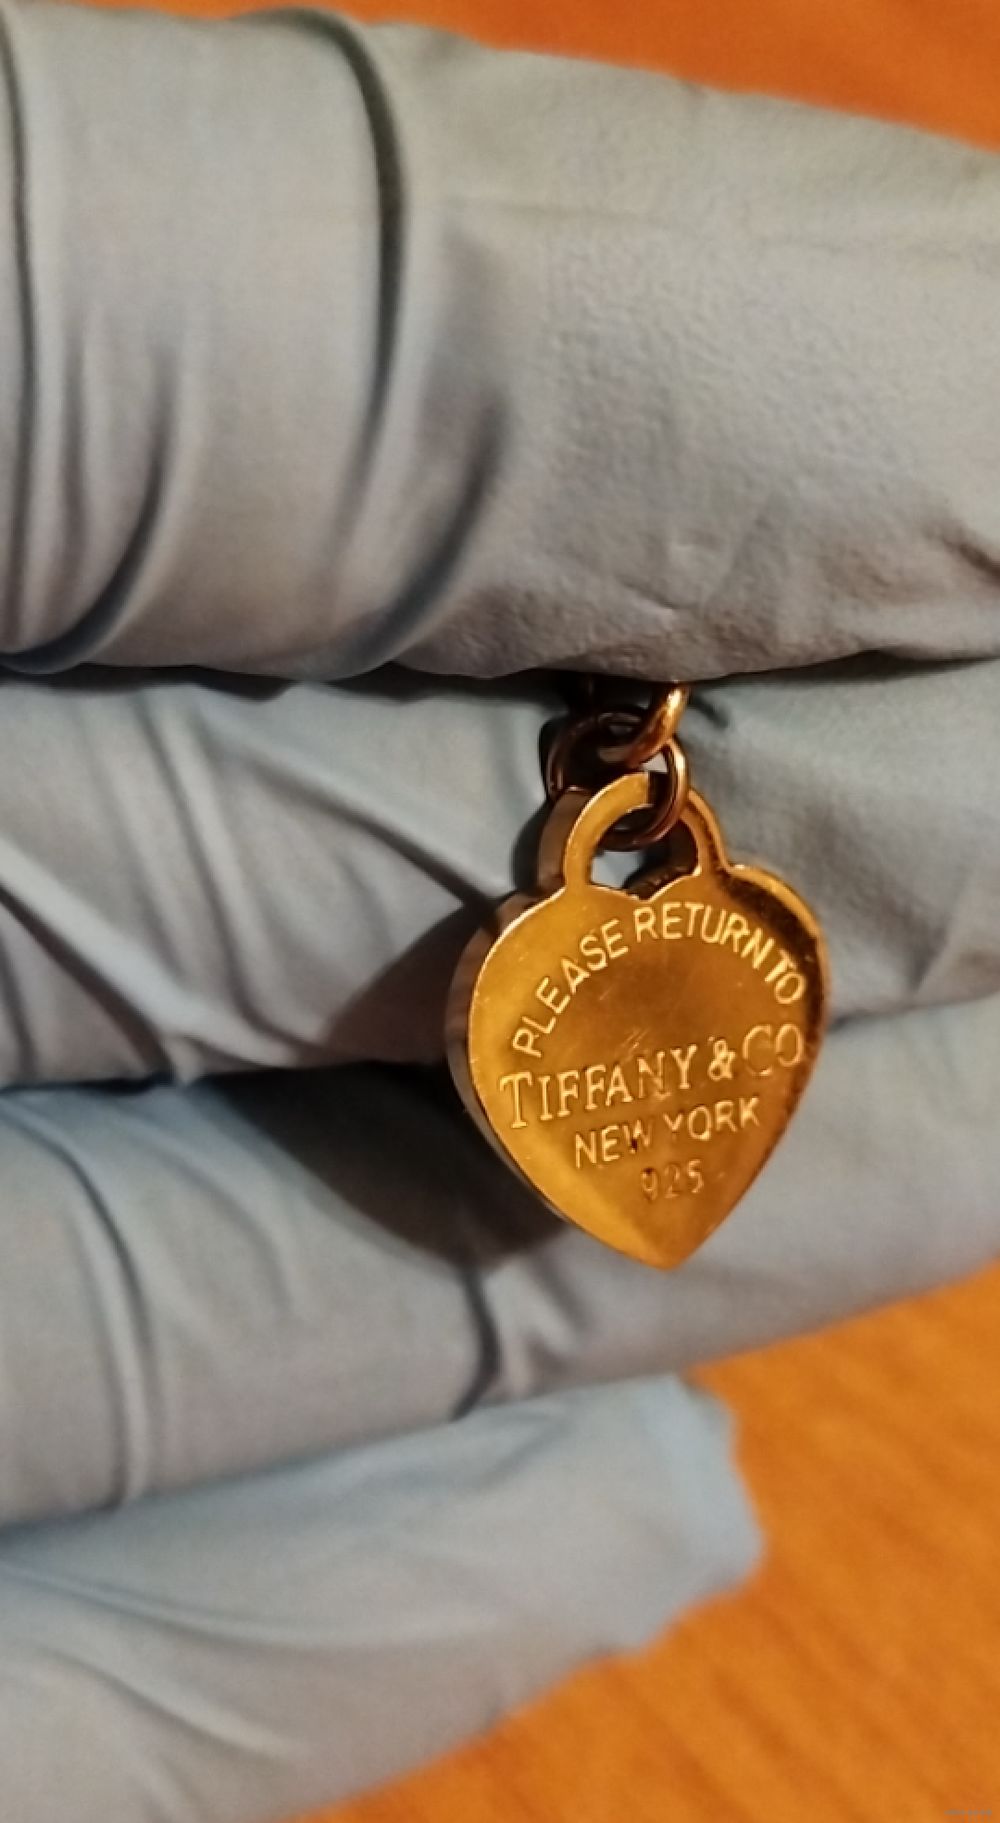 PLEASE RETURN TO
TIFFANY & CO
NEW YORK
925